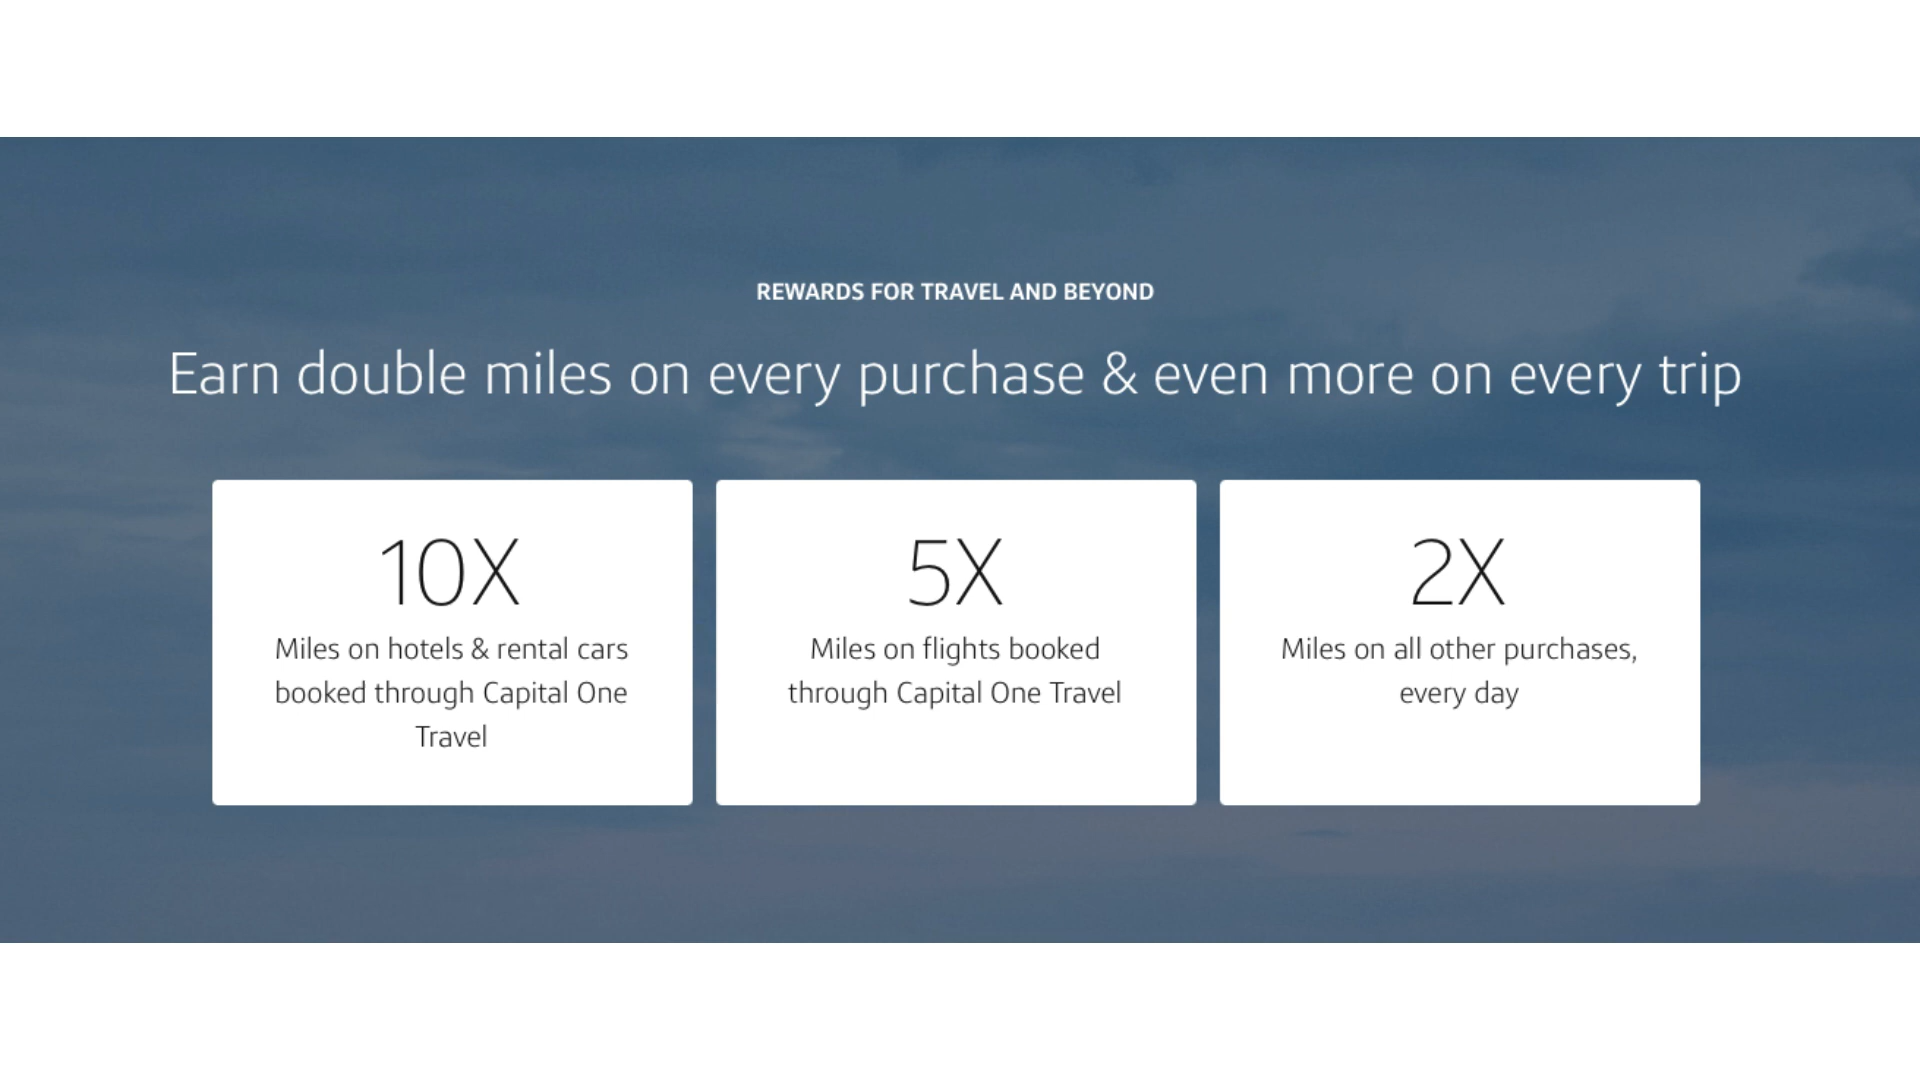 REWARDS FOR TRAVEL AND BEYOND
Earn double miles on every purchase & even more on every trip
10X
Miles on hotels & rental cars
booked through Capital One
Travel
5X
Miles on flights booked
through Capital One Travel
2X
Miles on all other purchases,
every day